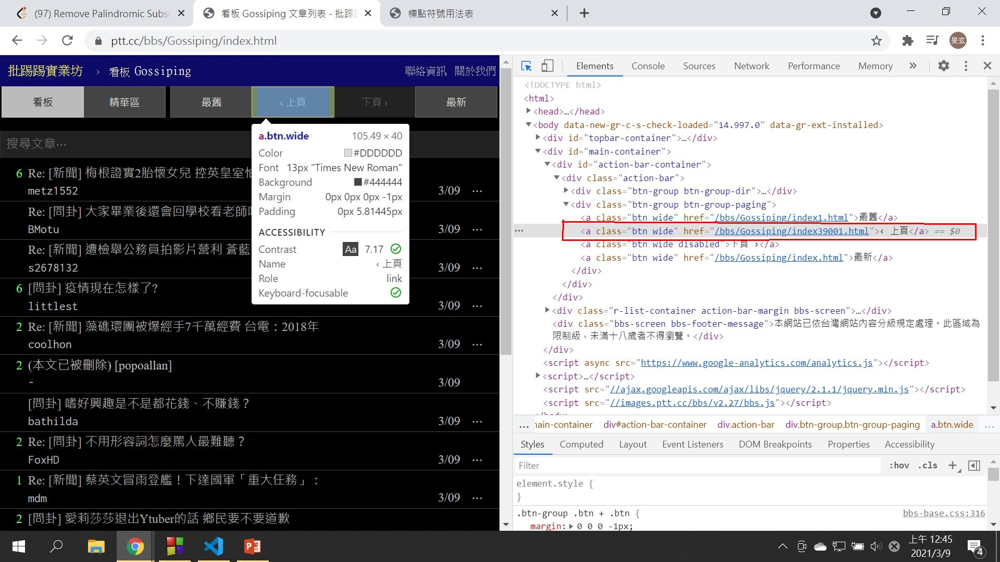 (97) Remove Palindromic Subse
看板 Gossiping 文章列表 - 批踢
標點符號用法表
ptt.cc/bbs/Gossiping/index.html
旻玄
批踢踢實業坊 › 看板 Gossiping 聯絡資訊 關於我們
看板 精華區 最舊 ‹ 上頁 下頁 › 最新
搜尋文章⋯
6 Re: [新聞] 梅根證實2胎懷女兒 控英皇室
metz1552 3/09 ⋯
Re: [問卦] 大家畢業後還會回學校看老師
BMotu 3/09 ⋯
Re: [新聞] 遭檢舉公務員拍影片營利 蒼藍
s2678132 3/09 ⋯
6 [問卦] 疫情現在怎樣了?
littlest 3/09 ⋯
2 Re: [新聞] 藻礁環團被爆經手7千萬經費 台電：2018年
coolhon 3/09 ⋯
2 (本文已被刪除) [popoallan]
- 3/09
[問卦] 嗜好興趣是不是都花錢、不賺錢？
bathilda 3/09 ⋯
2 Re: [問卦] 不用形容詞怎麼罵人最難聽？
FoxHD 3/09 ⋯
1 Re: [新聞] 蔡英文冒雨登艦！下達國軍「重大任務」：
mdm 3/09 ⋯
2 [問卦] 愛莉莎莎退出Ytuber的話 鄉民要不要道歉
a.btn.wide 105.49 × 40
Color #DDDDDD
Font 13px "Times New Roman"
Background #444444
Margin 0px 0px 0px -1px
Padding 0px 5.81445px
ACCESSIBILITY
Contrast Aa 7.17
Name ‹ 上頁
Role link
Keyboard-focusable
Elements Console Sources Network Performance Memory »
<!DOCTYPE html>
<html>
<head>…</head>
<body data-new-gr-c-s-check-loaded="14.997.0" data-gr-ext-installed>
<div id="topbar-container">…</div>
<div id="main-container">
<div id="action-bar-container">
<div class="action-bar">
<div class="btn-group btn-group-dir">…</div>
<div class="btn-group btn-group-paging">
<a class="btn wide" href="/bbs/Gossiping/index1.html">最舊</a>
<a class="btn wide" href="/bbs/Gossiping/index39001.html">‹ 上頁</a> == $0
<a class="btn wide disabled">下頁 ›</a>
<a class="btn wide" href="/bbs/Gossiping/index.html">最新</a>
</div>
</div>
</div>
<div class="r-list-container action-bar-margin bbs-screen">…</div>
<div class="bbs-screen bbs-footer-message">本網站已依台灣網站內容分級規定處理。此區域為
限制級，未滿十八歲者不得瀏覽。</div>
</div>
<script async src="https://www.google-analytics.com/analytics.js"></script>
<script>…</script>
<script src="//ajax.googleapis.com/ajax/libs/jquery/2.1.1/jquery.min.js"></script>
<script src="//images.ptt.cc/bbs/v2.27/bbs.js"></script>
… nain-container div#action-bar-container div.action-bar div.btn-group.btn-group-paging a.btn.wide …
Styles Computed Layout Event Listeners DOM Breakpoints Properties Accessibility
Filter :hov .cls +
element.style {
}
.btn-group .btn + .btn { bbs-base.css:316
margin: 0 0 0 -1px;
上午 12:45
2021/3/9
4